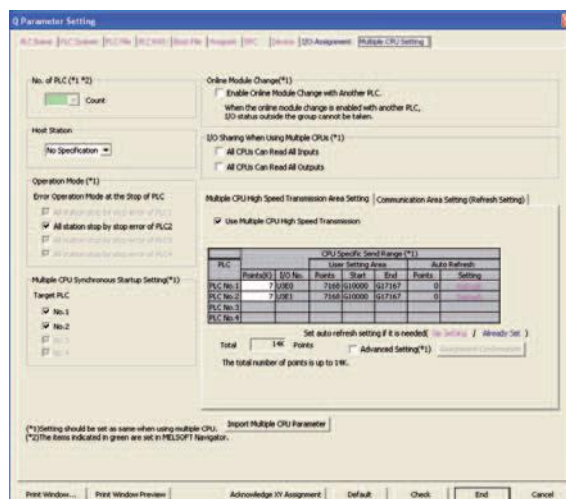 Q Parameter Setting
PLC Name PLC System PLC File PLC RAS Boot File Program SFC Device I/O Assignment Multiple CPU Setting
No. of PLC (*1 *2)
Count
Host Station
No Specification
Operation Mode (*1)
Error Operation Mode at the Stop of PLC
All station stop by stop error of PLC1
All station stop by stop error of PLC2
All station stop by stop error of PLC3
All station stop by stop error of PLC4
Multiple CPU Synchronous Startup Setting(*1)
Target PLC
No.1
No.2
No.3
No.4
Online Module Change(*1)
Enable Online Module Change with Another PLC.
When the online module change is enabled with another PLC,
I/O status outside the group cannot be taken.
I/O Sharing When Using Multiple CPUs (*1)
All CPUs Can Read All Inputs
All CPUs Can Read All Outputs
Multiple CPU High Speed Transmission Area Setting Communication Area Setting (Refresh Setting)
Use Multiple CPU High Speed Transmission
CPU Specific Send Range (*1)
PLC User Setting Area Auto Refresh
Points(K) I/O No. Points Start End Points Setting
PLC No.1 7 U3E0 7168 G10000 G17167 0 Refresh
PLC No.2 7 U3E1 7168 G10000 G17167 0 Refresh
PLC No.3
PLC No.4
Set auto refresh setting if it is needed( No Setting / Already Set )
Total 14K Points Advanced Setting(*1) Assignment Confirmation
The total number of points is up to 14K.
(*1)Setting should be set as same when using multiple CPU. Import Multiple CPU Parameter
(*2)The items indicated in green are set in MELSOFT Navigator.
Print Window... Print Window Preview Acknowledge XY Assignment Default Check End Cancel